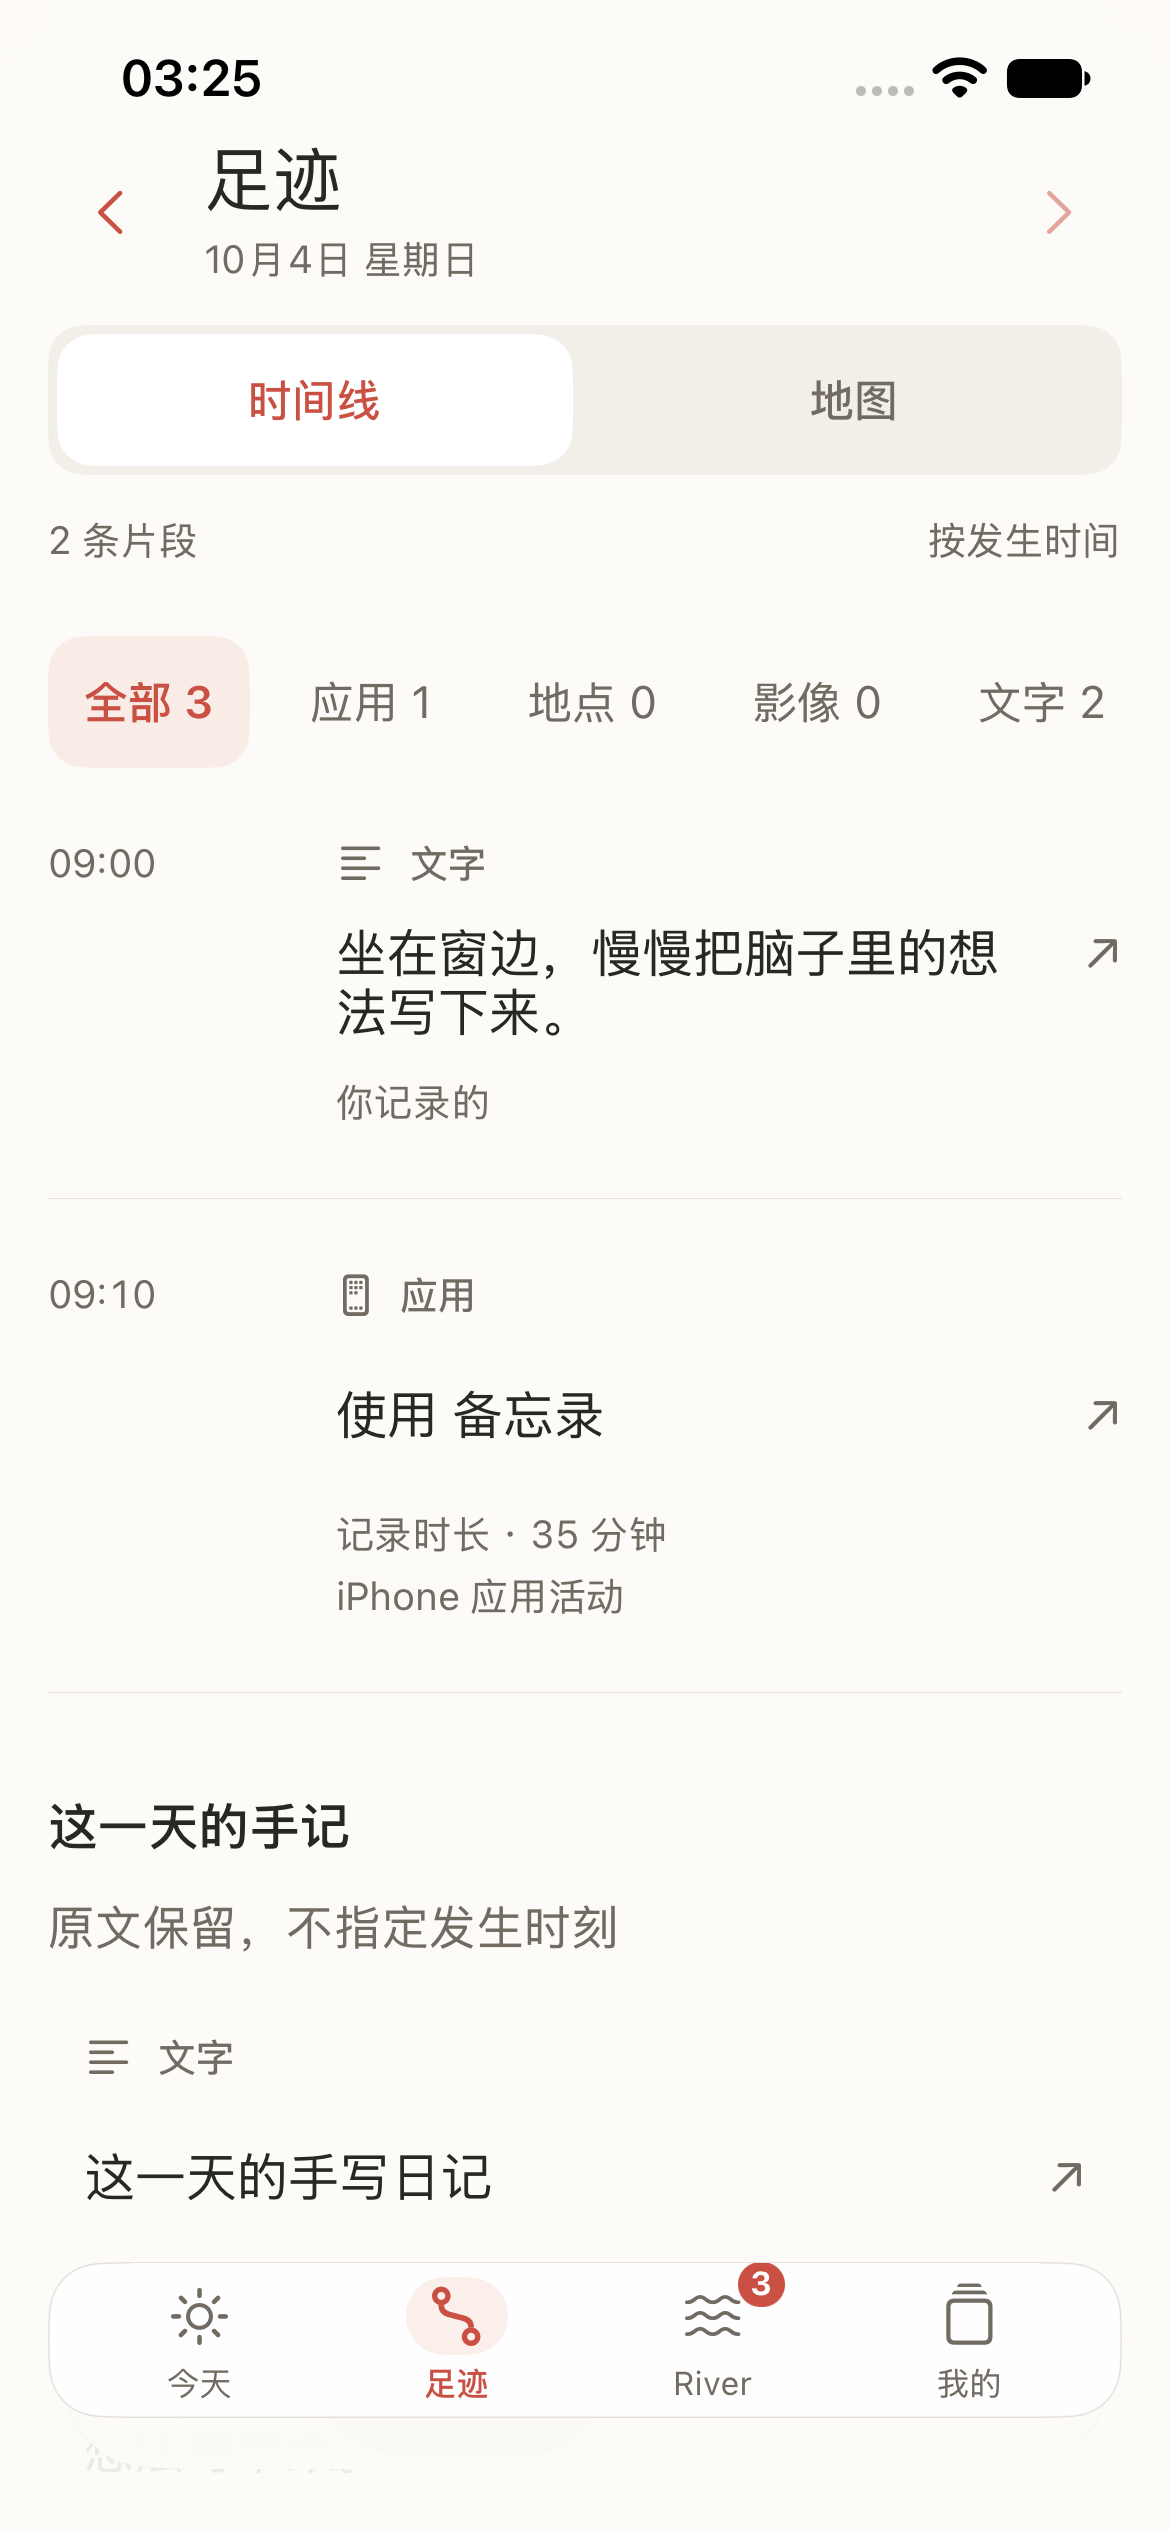 03:25
足迹
10月4日 星期日
时间线
地图
2 条片段
按发生时间
全部 3
应用 1
地点 0
影像 0
文字 2
09:00
文字
坐在窗边，慢慢把脑子里的想
法写下来。
你记录的
09:10
应用
使用 备忘录
记录时长 · 35 分钟
iPhone 应用活动
这一天的手记
原文保留，不指定发生时刻
文字
这一天的手写日记
3
今天
足迹
River
我的